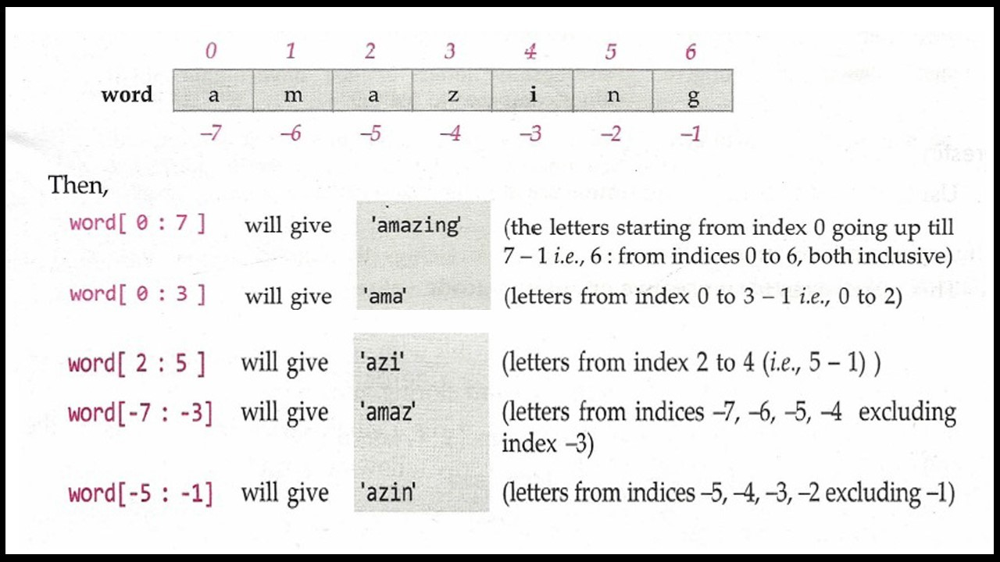 0 1 2 3 4 5 6
word a m a z i n g
–7 –6 –5 –4 –3 –2 –1
Then,
word[ 0 : 7 ] will give 'amazing' (the letters starting from index 0 going up till
7 – 1 i.e., 6 : from indices 0 to 6, both inclusive)
word[ 0 : 3 ] will give 'ama' (letters from index 0 to 3 – 1 i.e., 0 to 2)
word[ 2 : 5 ] will give 'azi' (letters from index 2 to 4 (i.e., 5 – 1) )
word[-7 : -3] will give 'amaz' (letters from indices –7, –6, –5, –4 excluding
index –3)
word[-5 : -1] will give 'azin' (letters from indices –5, –4, –3, –2 excluding –1)